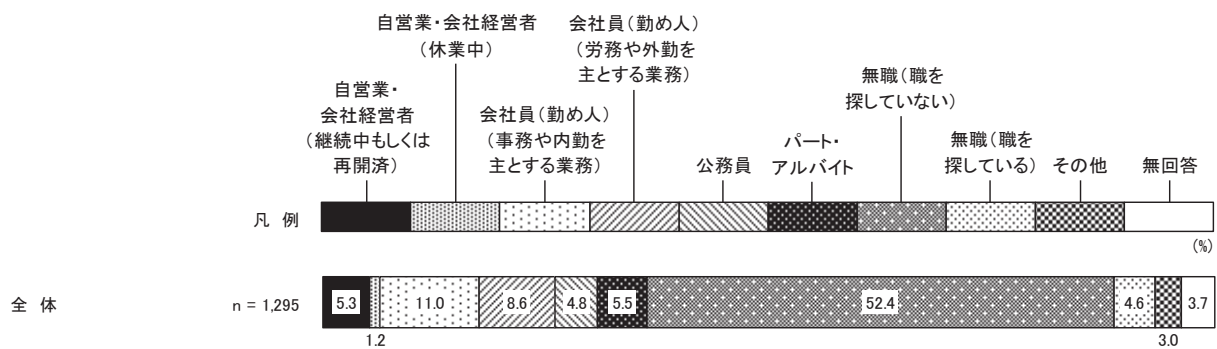 自営業・会社経営者
(休業中)
会社員(勤め人)
(労務や外勤を
主とする業務)
自営業・
会社経営者
(継続中もしくは
再開済)
会社員(勤め人)
(事務や内勤を
主とする業務)
公務員
パート・
アルバイト
無職(職を
探していない)
無職(職を
探している)
その他
無回答
凡 例
(%)
全 体
n = 1,295
5.3
1.2
11.0
8.6
4.8
5.5
52.4
4.6
3.0
3.7